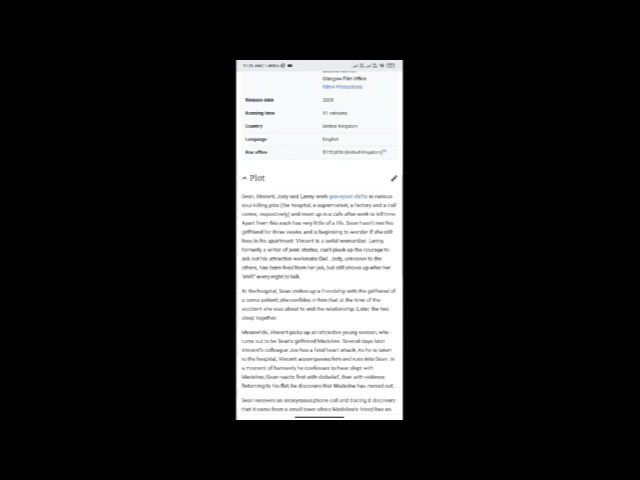 Glasgow Film Office
Film4 Productions
Release date 2005
Running time 91 minutes
Country United Kingdom
Language English
Box office (United Kingdom)
Plot
Sean, Vincent, Jody and Lenny work graveyard shifts in various
soul-killing jobs (the hospital, a supermarket, a factory and a call
centre, respectively) and meet up in a cafe after work to kill time.
Apart from this each has very little of a life. Sean hasn't met his
girlfriend for three weeks and is beginning to wonder if she still
lives in his apartment. Vincent is a serial womaniser. Lenny,
formerly a writer of porn stories, can't pluck up the courage to
ask out his attractive workmate Gail. Jody, unknown to the
others, has been fired from her job, but still shows up after her
"shift" every night to talk.
At the hospital, Sean strikes up a friendship with the girlfriend of
a coma patient; she confides in him that at the time of the
accident she was about to end the relationship. Later, the two
sleep together.
Meanwhile, Vincent picks up an attractive young woman, who
turns out to be Sean's girlfriend Madeline. Several days later
Vincent's colleague Joe has a fatal heart attack. As he is taken
to the hospital, Vincent accompanies him and runs into Sean. In
a moment of humanity he confesses to have slept with
Madeline; Sean reacts first with disbelief, then with violence.
Returning to his flat, he discovers that Madeline has moved out.
Sean receives an anonymous phone call and tracing it discovers
that it came from a small town where Madeline's friend has an